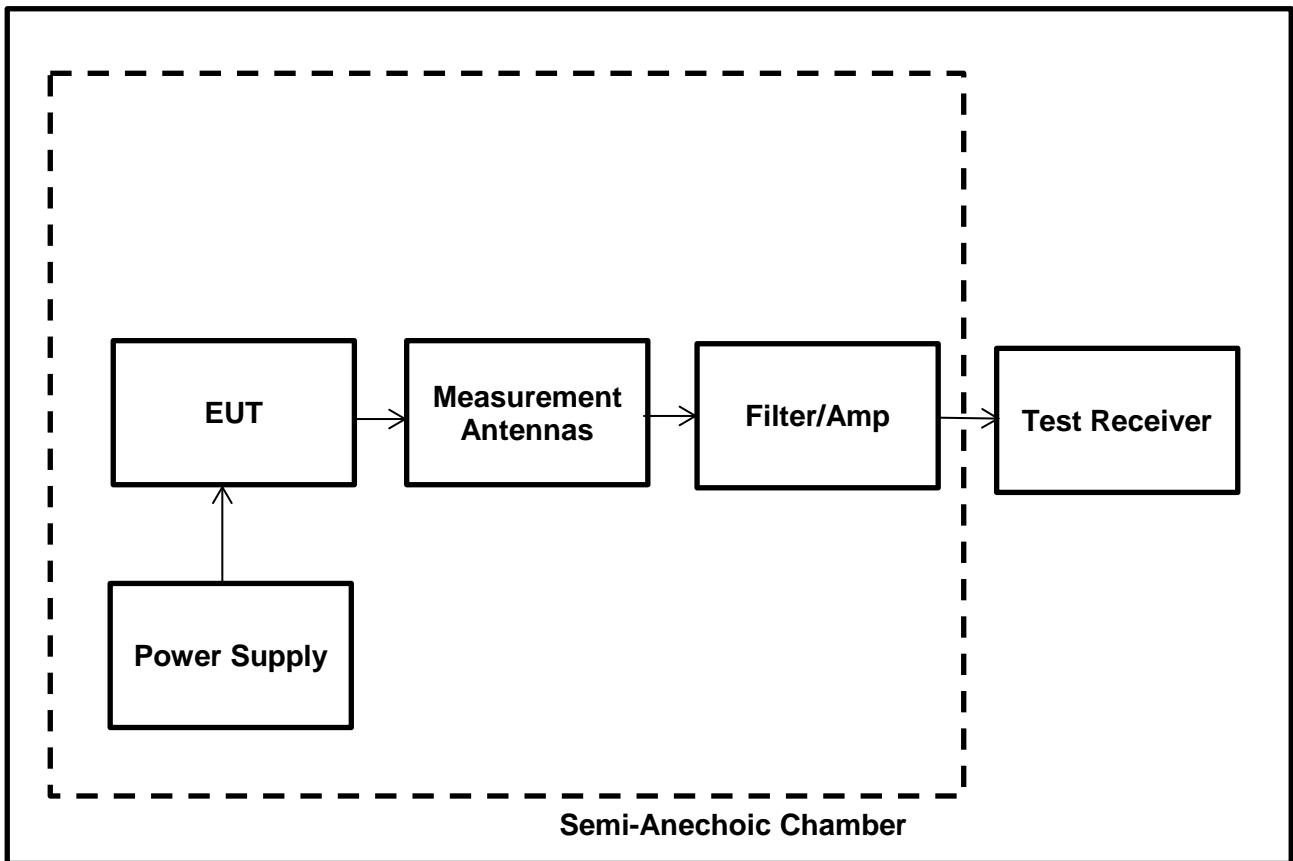 EUT
Measurement
Antennas
Filter/Amp
Test Receiver
Power Supply
Semi-Anechoic Chamber